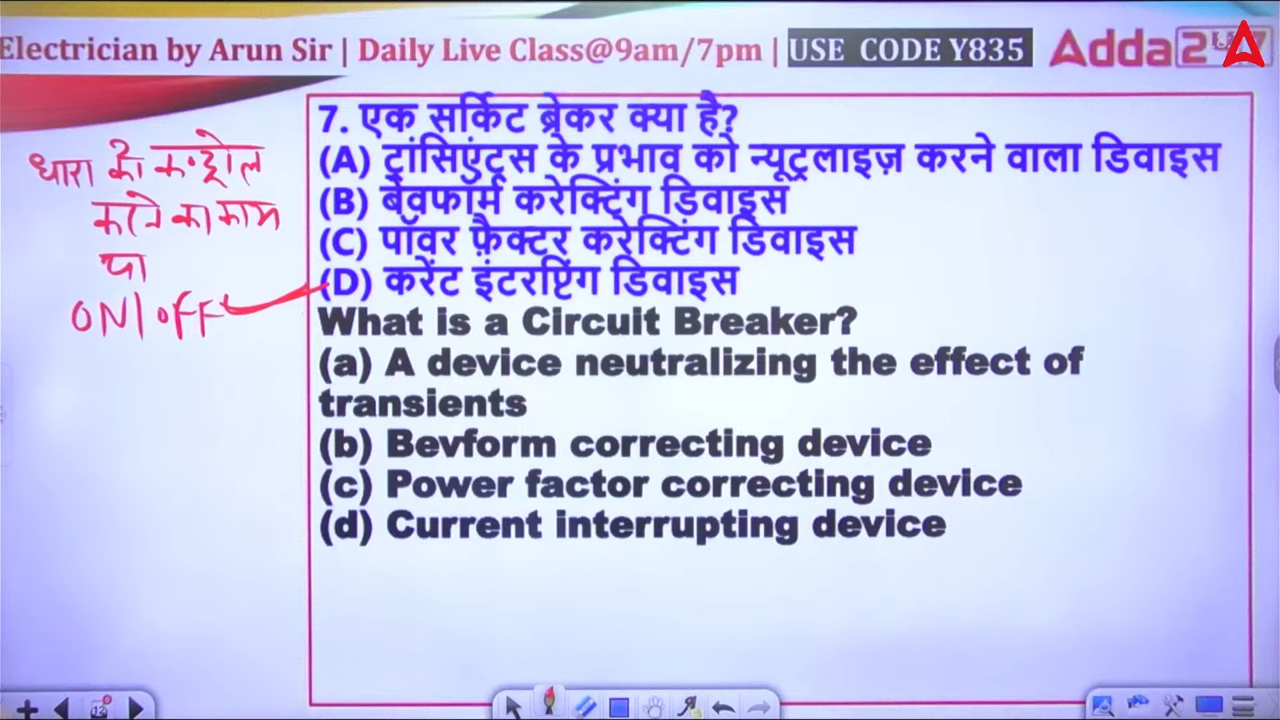 Electrician by Arun Sir | Daily Live Class@9am/7pm | USE CODE Y835
Adda247
7. एक सर्किट ब्रेकर क्या है?
(A) ट्रांसिएंट्स के प्रभाव को न्यूट्रलाइज़ करने वाला डिवाइस
(B) बेवफॉर्म करेक्टिंग डिवाइस
(C) पॉवर फ़ैक्टर करेक्टिंग डिवाइस
(D) करेंट इंटरप्टिंग डिवाइस
What is a Circuit Breaker?
(a) A device neutralizing the effect of
transients
(b) Bevform correcting device
(c) Power factor correcting device
(d) Current interrupting device
धारा को कन्ट्रोल
करने का काम
या
ON/OFF
12